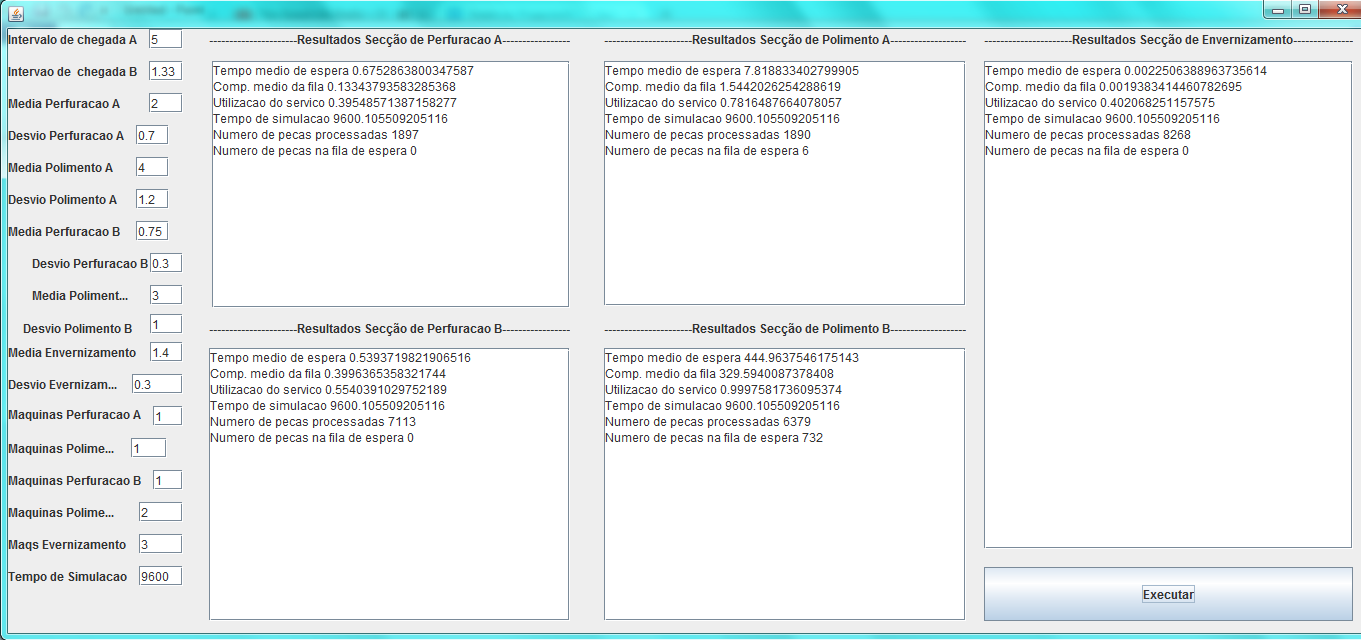 Intervalo de chegada A 5
Intervao de chegada B 1.33
Media Perfuracao A 2
Desvio Perfuracao A 0.7
Media Polimento A 4
Desvio Polimento A 1.2
Media Perfuracao B 0.75
Desvio Perfuracao B 0.3
Media Poliment... 3
Desvio Polimento B 1
Media Envernizamento 1.4
Desvio Evernizam... 0.3
Maquinas Perfuracao A 1
Maquinas Polime... 1
Maquinas Perfuracao B 1
Maquinas Polime... 2
Maqs Evernizamento 3
Tempo de Simulacao 9600
----------------------Resultados Secção de Perfuracao A-----------------
Tempo medio de espera 0.6752863800347587
Comp. medio da fila 0.13343793583285368
Utilizacao do servico 0.39548571387158277
Tempo de simulacao 9600.105509205116
Numero de pecas processadas 1897
Numero de pecas na fila de espera 0
----------------------Resultados Secção de Polimento A-------------------
Tempo medio de espera 7.818833402799905
Comp. medio da fila 1.5442026254288619
Utilizacao do servico 0.7816487664078057
Tempo de simulacao 9600.105509205116
Numero de pecas processadas 1890
Numero de pecas na fila de espera 6
----------------------Resultados Secção de Envernizamento---------------
Tempo medio de espera 0.0022506388963735614
Comp. medio da fila 0.0019383414460782695
Utilizacao do servico 0.402068251157575
Tempo de simulacao 9600.105509205116
Numero de pecas processadas 8268
Numero de pecas na fila de espera 0
----------------------Resultados Secção de Perfuracao B-----------------
Tempo medio de espera 0.5393719821906516
Comp. medio da fila 0.3996365358321744
Utilizacao do servico 0.5540391029752189
Tempo de simulacao 9600.105509205116
Numero de pecas processadas 7113
Numero de pecas na fila de espera 0
----------------------Resultados Secção de Polimento B-------------------
Tempo medio de espera 444.9637546175143
Comp. medio da fila 329.5940087378408
Utilizacao do servico 0.9997581736095374
Tempo de simulacao 9600.105509205116
Numero de pecas processadas 6379
Numero de pecas na fila de espera 732
Executar